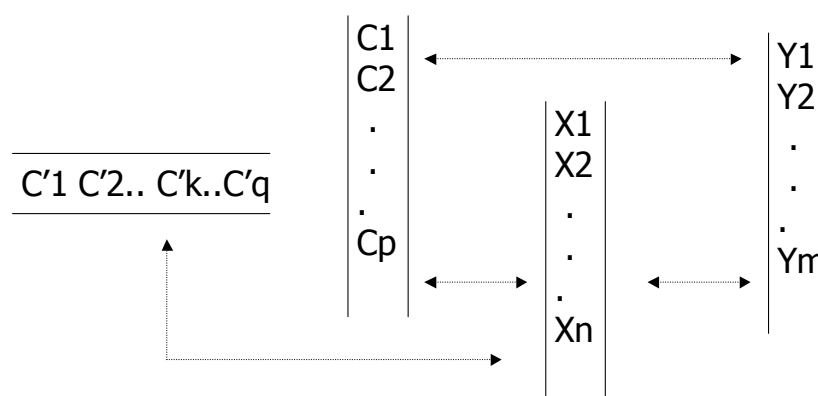 C'1 C'2.. C'k..C'q
C1
C2
.
.
.
Cp
X1
X2
.
.
.
Xn
Y1
Y2
.
.
.
Ym